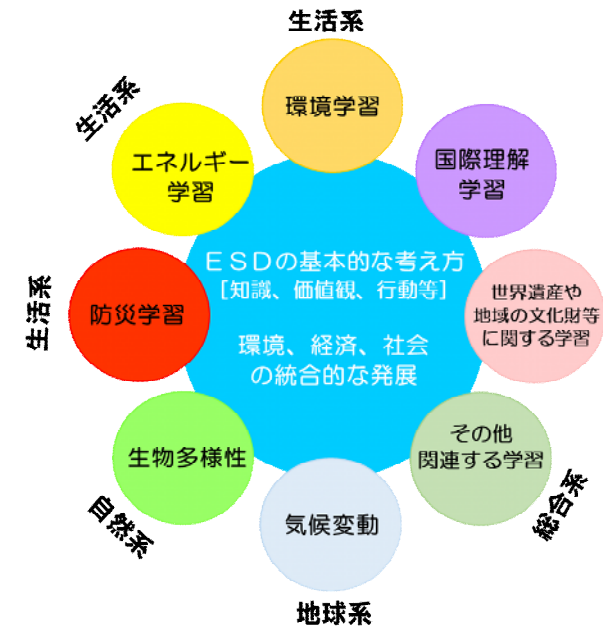 生活系
環境学習
生活系
エネルギー
学習
国際理解
学習
ESDの基本的な考え方
[知識、価値観、行動等]
環境、経済、社会
の統合的な発展
生活系
防災学習
世界遺産や
地域の文化財等
に関する学習
生物多様性
自然系
その他
関連する学習
総合系
気候変動
地球系